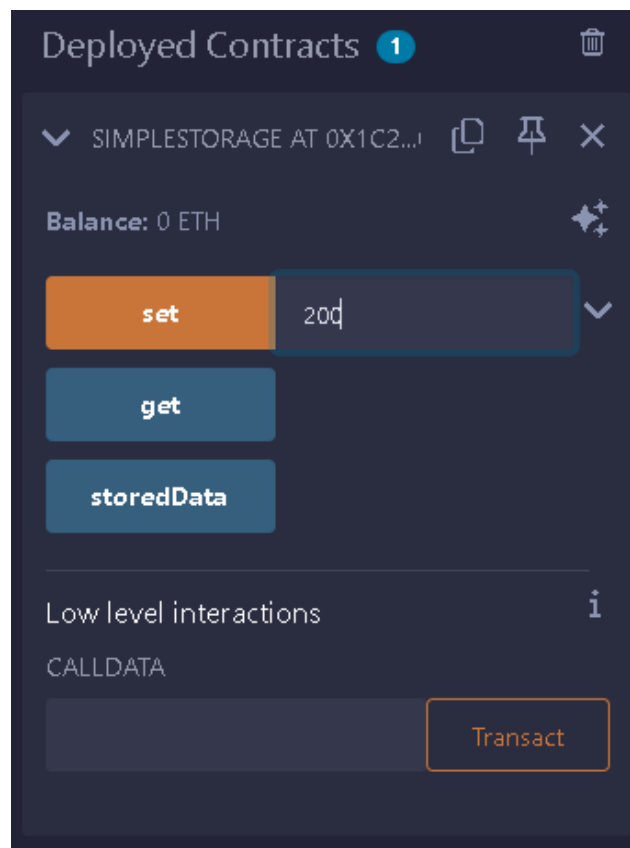 Deployed Contracts 1
SIMPLESTORAGE AT 0X1C2...
Balance: 0 ETH
set 200
get
storedData
Low level interactions
i
CALLDATA
Transact